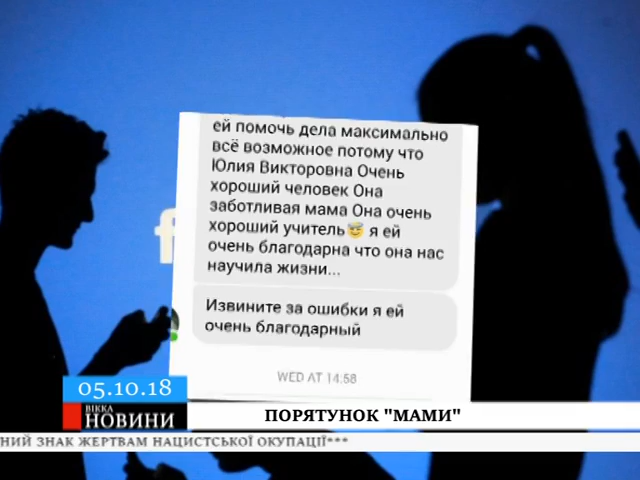 ей помочь дела максимально
всё возможное потому что
Юлия Викторовна Очень
хороший человек Она
заботливая мама Она очень
хороший учитель😇 я ей
очень благодарна что она нас
научила жизни...
Извините за ошибки я ей
очень благодарный
WED AT 14:58
05.10.18
ВІККА
НОВИНИ
ПОРЯТУНОК "МАМИ"
НИЙ ЗНАК ЖЕРТВАМ НАЦИСТСЬКОЇ ОКУПАЦІЇ***